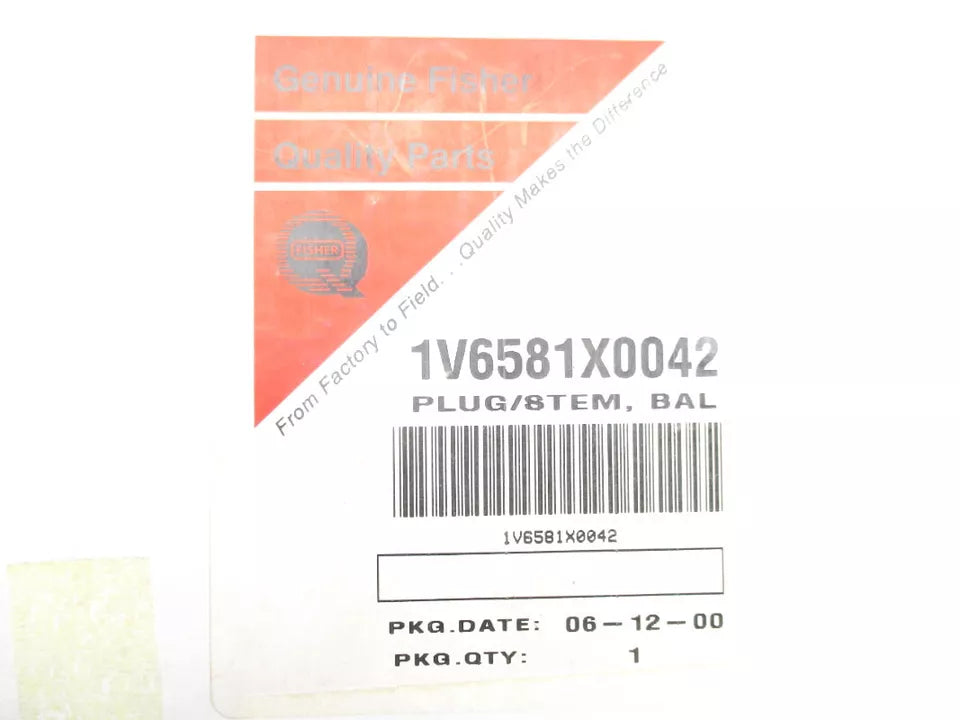 Genuine Fisher
Quality Parts
FISHER
From Factory to Field. . .Quality Makes the Difference
1V6581X0042
PLUG/STEM, BAL
1V6581X0042
PKG.DATE: 06-12-00
PKG.QTY: 1